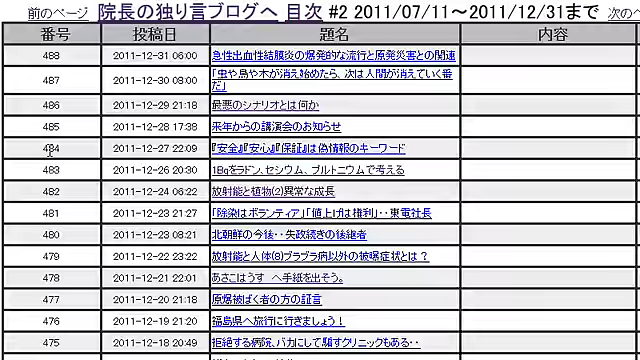 前のページ 院長の独り言ブログへ 目次 #2 2011/07/11～2011/12/31まで 次のペ
番号 投稿日 題名 内容
488 2011-12-31 06:00 急性出血性結膜炎の爆発的な流行と原発災害との関連
487 2011-12-30 08:00 「虫や鳥や木が消え始めたら、次は人間が消えていく番
だ」
486 2011-12-29 21:18 最悪のシナリオとは何か
485 2011-12-28 17:38 来年からの講演会のお知らせ
484 2011-12-27 22:09 『安全』『安心』『保証』は偽情報のキーワード
483 2011-12-26 20:30 1Bqをラドン、セシウム、プルトニウムで考える
482 2011-12-24 06:22 放射能と植物(2)異常な成長
481 2011-12-23 21:27 「除染はボランティア」「値上げは権利」・・東電社長
480 2011-12-23 08:21 北朝鮮の今後・・失政続きの後継者
479 2011-12-22 23:22 放射能と人体(8)ブラブラ病以外の被曝症状とは？
478 2011-12-21 22:01 あさこはうす へ手紙を出そう。
477 2011-12-20 21:18 原爆被ばく者の方の証言
476 2011-12-19 21:20 福島県へ旅行に行きましょう！
475 2011-12-18 20:49 拒絶する病院、バカにして騙すクリニックもある・・